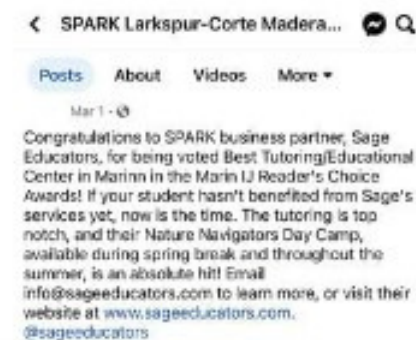 SPARK Larkspur-Corte Madera...
Posts About Videos More
Mar 1
Congratulations to SPARK business partner, Sage
Educators, for being voted Best Tutoring/Educational
Center in Marinn in the Marin IJ Reader's Choice
Awards! If your student hasn't benefited from Sage's
services yet, now is the time. The tutoring is top
notch, and their Nature Navigators Day Camp,
available during spring break and throughout the
summer, is an absolute hit! Email
info@sageeducators.com to learn more, or visit their
website at www.sageeducators.com.
@sageeducators